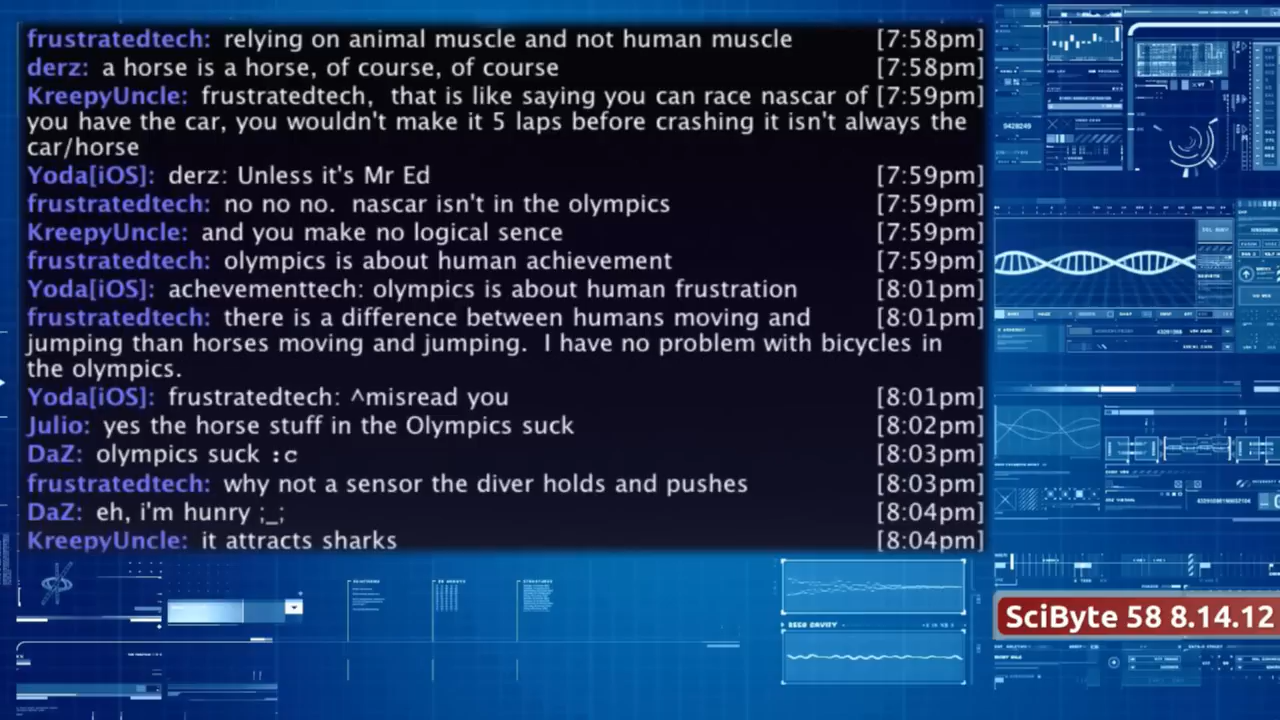 frustratedtech: relying on animal muscle and not human muscle [7:58pm]
derz: a horse is a horse, of course, of course [7:58pm]
KreepyUncle: frustratedtech, that is like saying you can race nascar of [7:59pm]
you have the car, you wouldn't make it 5 laps before crashing it isn't always the
car/horse
Yoda[iOS]: derz: Unless it's Mr Ed [7:59pm]
frustratedtech: no no no. nascar isn't in the olympics [7:59pm]
KreepyUncle: and you make no logical sence [7:59pm]
frustratedtech: olympics is about human achievement [7:59pm]
Yoda[iOS]: achevementtech: olympics is about human frustration [8:01pm]
frustratedtech: there is a difference between humans moving and [8:01pm]
jumping than horses moving and jumping. I have no problem with bicycles in
the olympics.
Yoda[iOS]: frustratedtech: ^misread you [8:01pm]
Julio: yes the horse stuff in the Olympics suck [8:02pm]
DaZ: olympics suck :c [8:03pm]
frustratedtech: why not a sensor the diver holds and pushes [8:03pm]
DaZ: eh, i'm hunry ;_; [8:04pm]
KreepyUncle: it attracts sharks [8:04pm]
9428249
SciByte 58 8.14.12